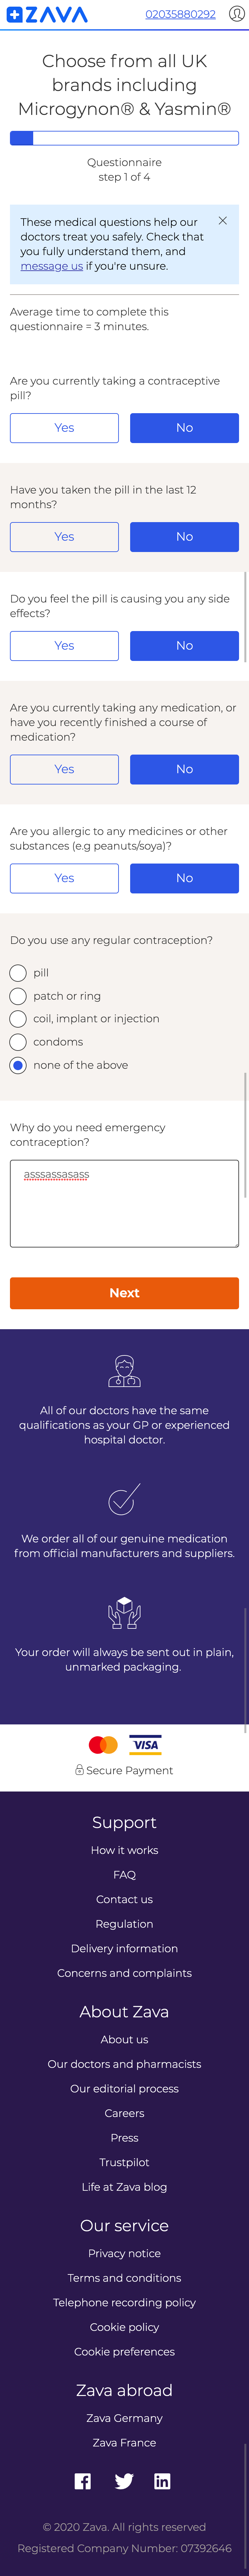 ZAVA
02035880292
Choose from all UK
brands including
Microgynon® & Yasmin®
Questionnaire
step 1 of 4
These medical questions help our
doctors treat you safely. Check that
you fully understand them, and
message us if you're unsure.
Average time to complete this
questionnaire = 3 minutes.
Are you currently taking a contraceptive
pill?
Yes No
Have you taken the pill in the last 12
months?
Yes No
Do you feel the pill is causing you any side
effects?
Yes No
Are you currently taking any medication, or
have you recently finished a course of
medication?
Yes No
Are you allergic to any medicines or other
substances (e.g peanuts/soya)?
Yes No
Do you use any regular contraception?
pill
patch or ring
coil, implant or injection
condoms
none of the above
Why do you need emergency
contraception?
asssassasass
Next
All of our doctors have the same
qualifications as your GP or experienced
hospital doctor.
We order all of our genuine medication
from official manufacturers and suppliers.
Your order will always be sent out in plain,
unmarked packaging.
VISA
Secure Payment
Support
How it works
FAQ
Contact us
Regulation
Delivery information
Concerns and complaints
About Zava
About us
Our doctors and pharmacists
Our editorial process
Careers
Press
Trustpilot
Life at Zava blog
Our service
Privacy notice
Terms and conditions
Telephone recording policy
Cookie policy
Cookie preferences
Zava abroad
Zava Germany
Zava France
© 2020 Zava. All rights reserved
Registered Company Number: 07392646